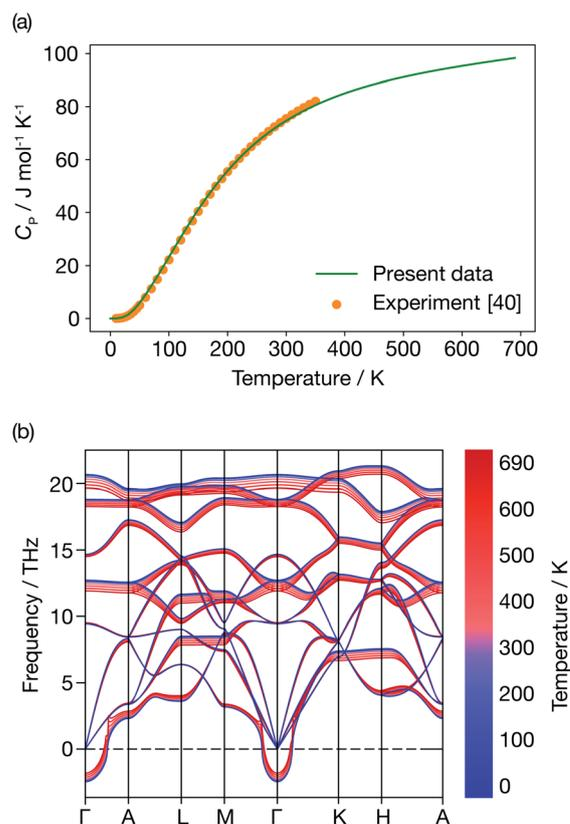 (a)
100
80
60
40
20
0
C_P / J mol⁻¹ K⁻¹
Present data
Experiment [40]
0 100 200 300 400 500 600 700
Temperature / K
(b)
20
15
10
5
0
Frequency / THz
Γ A L M Γ K H A
690
600
500
400
300
200
100
0
Temperature / K